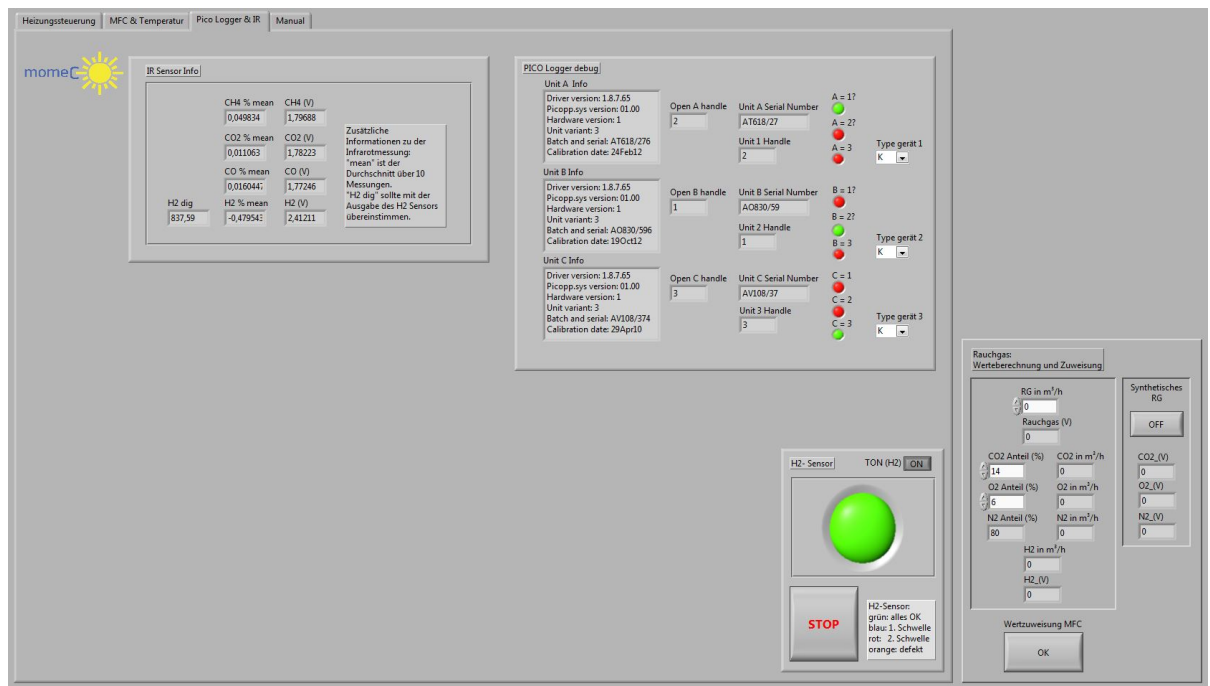 Heizungssteuerung MFC & Temperatur Pico Logger & IR Manual
momeC
IR Sensor Info
CH4 % mean CH4 (V)
0,049834 1,79688
CO2 % mean CO2 (V)
0,011063 1,78223
CO % mean CO (V)
0,016044 1,77246
H2 dig H2 % mean H2 (V)
837,59 -0,47954 2,41211
Zusätzliche
Informationen zu der
Infrarotmessung:
"mean" ist der
Durchschnitt über 10
Messungen.
"H2 dig" sollte mit der
Ausgabe des H2 Sensors
übereinstimmen.
PICO Logger debug
Unit A Info
Driver version: 1.8.7.65
Picopp.sys version: 01.00
Hardware version: 1
Unit variant: 3
Batch and serial: AT618/276
Calibration date: 24Feb12
Open A handle
2
Unit A Serial Number
AT618/27
Unit 1 Handle
2
A = 1?
A = 2?
A = 3
Type gerät 1
K
Unit B Info
Driver version: 1.8.7.65
Picopp.sys version: 01.00
Hardware version: 1
Unit variant: 3
Batch and serial: AO830/596
Calibration date: 19Oct12
Open B handle
1
Unit B Serial Number
AO830/59
Unit 2 Handle
1
B = 1?
B = 2?
B = 3
Type gerät 2
K
Unit C Info
Driver version: 1.8.7.65
Picopp.sys version: 01.00
Hardware version: 1
Unit variant: 3
Batch and serial: AV108/374
Calibration date: 29Apr10
Open C handle
3
Unit C Serial Number
AV108/37
Unit 3 Handle
3
C = 1
C = 2
C = 3
Type gerät 3
K
H2- Sensor TON (H2) ON
STOP
H2-Sensor:
grün: alles OK
blau: 1. Schwelle
rot: 2. Schwelle
orange: defekt
Rauchgas:
Werteberechnung und Zuweisung
RG in m³/h
0
Rauchgas (V)
0
CO2 Anteil (%) CO2 in m³/h
14 0
O2 Anteil (%) O2 in m³/h
6 0
N2 Anteil (%) N2 in m³/h
80 0
H2 in m³/h
0
H2_(V)
0
Synthetisches
RG
OFF
CO2_(V)
0
O2_(V)
0
N2_(V)
0
Wertzuweisung MFC
OK